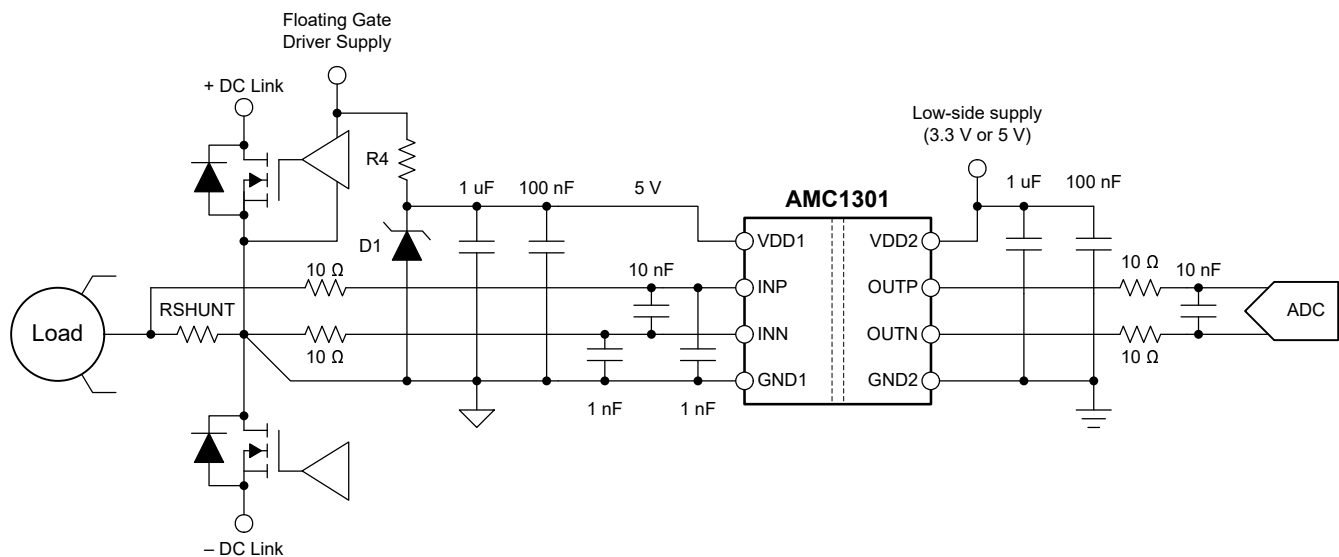 Floating Gate
Driver Supply
+ DC Link
Low-side supply
(3.3 V or 5 V)
R4
1 uF
100 nF
5 V
AMC1301
1 uF
100 nF
D1
VDD1
VDD2
10 Ω
10 nF
INP
OUTP
10 Ω
10 nF
Load
RSHUNT
ADC
INN
OUTN
10 Ω
10 Ω
GND1
GND2
1 nF
1 nF
– DC Link